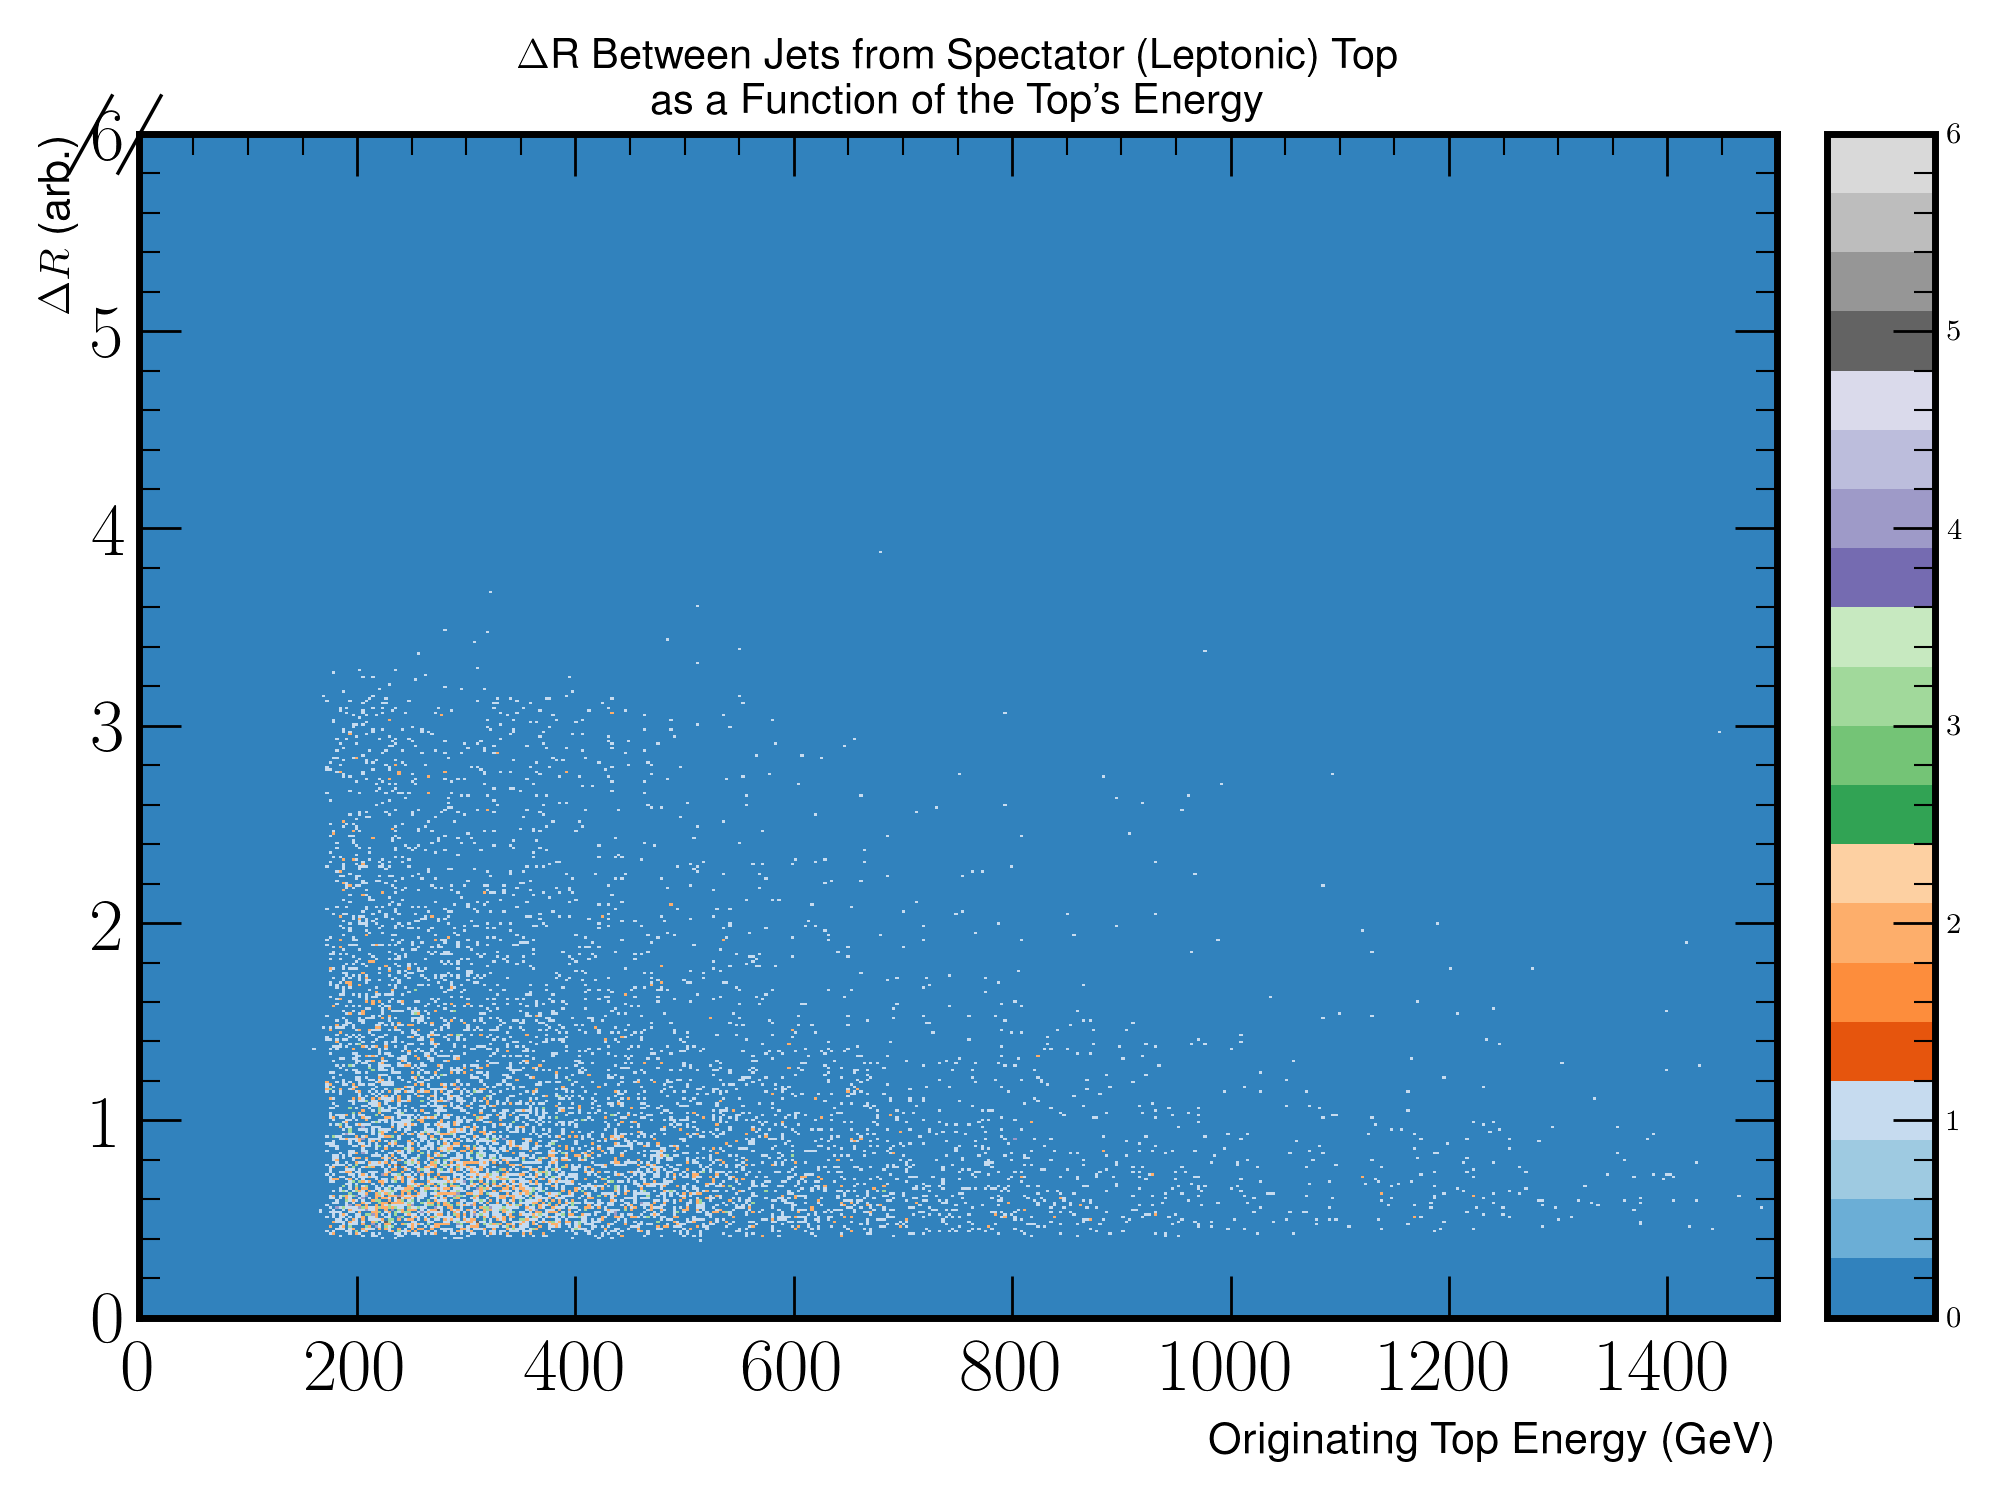 ΔR Between Jets from Spectator (Leptonic) Top
as a Function of the Top's Energy
ΔR (arb.)
6
5
4
3
2
1
0
0 200 400 600 800 1000 1200 1400
Originating Top Energy (GeV)
6
5
4
3
2
1
0